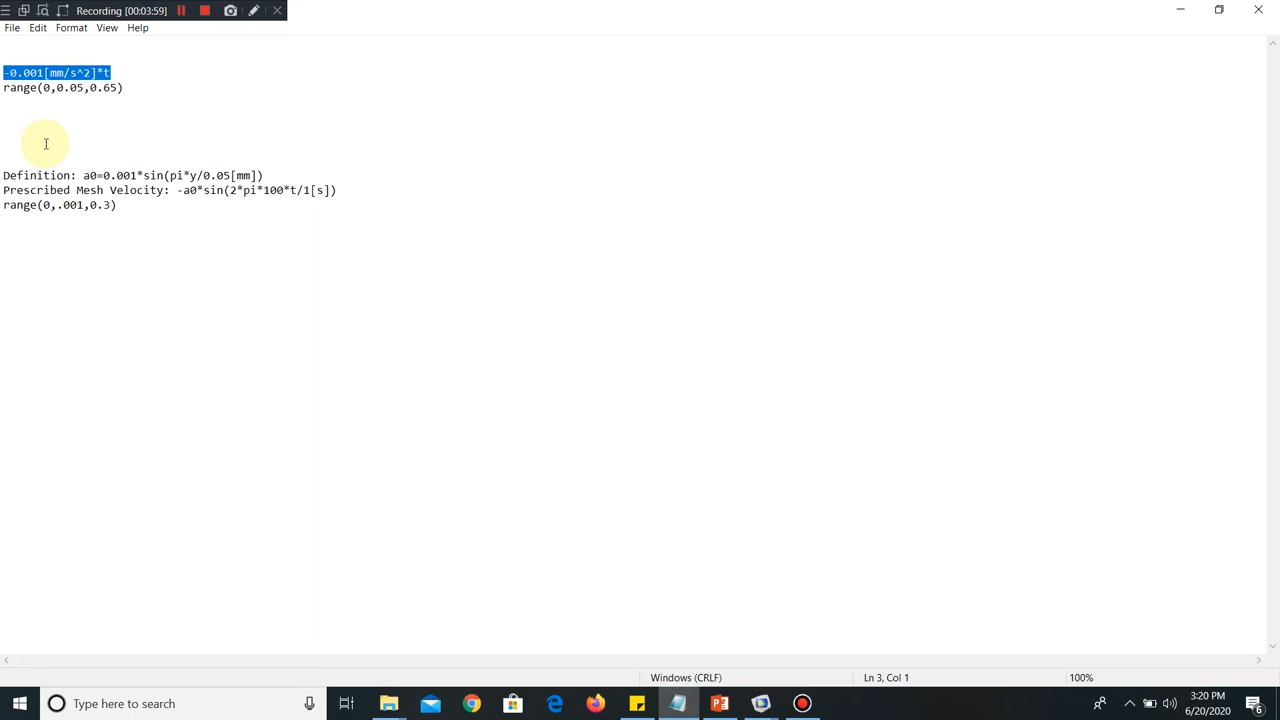 Recording [00:03:59]
File Edit Format View Help
-0.001[mm/s^2]*t
range(0,0.05,0.65)
Definition: a0=0.001*sin(pi*y/0.05[mm])
Prescribed Mesh Velocity: -a0*sin(2*pi*100*t/1[s])
range(0,.001,0.3)
Windows (CRLF) Ln 3, Col 1 100%
Type here to search
3:20 PM
6/20/2020
6